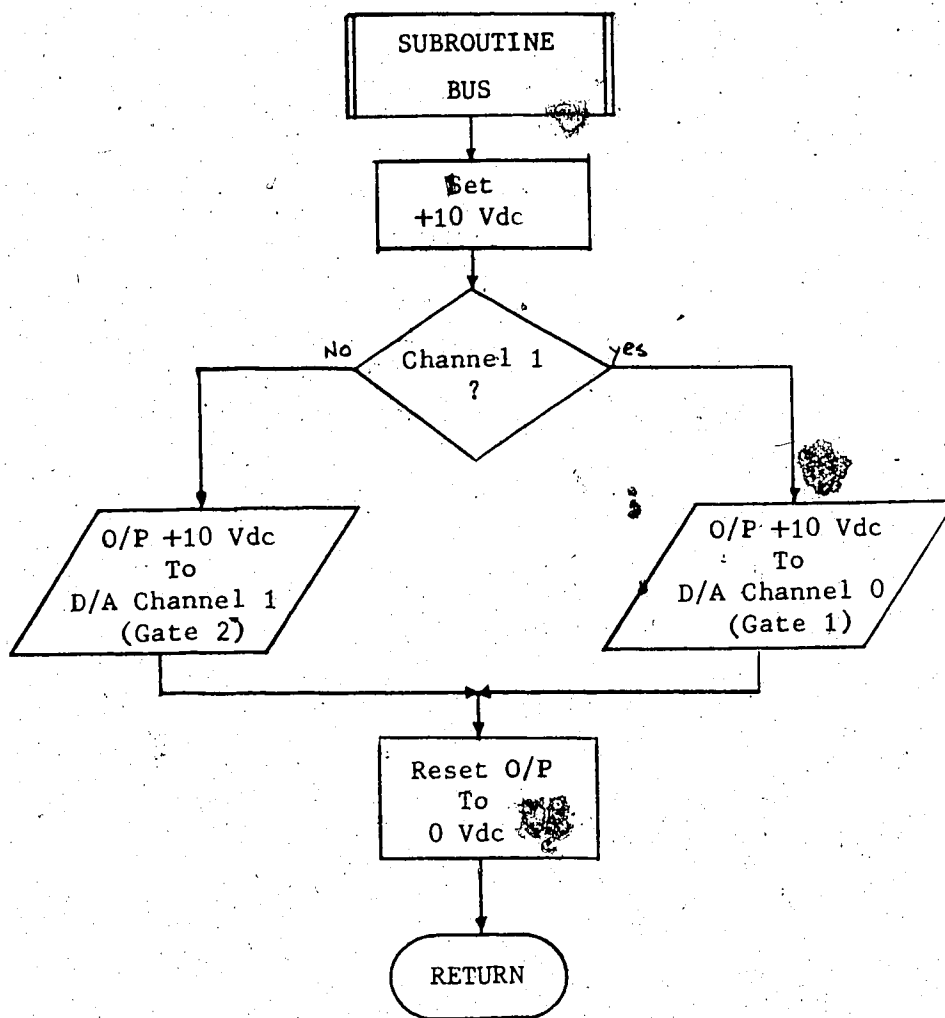 SUBROUTINE
BUS
Set
+10 Vdc
Channel 1
?
No
yes
O/P +10 Vdc
To
D/A Channel 1
(Gate 2)
O/P +10 Vdc
To
D/A Channel 0
(Gate 1)
Reset O/P
To
0 Vdc
RETURN